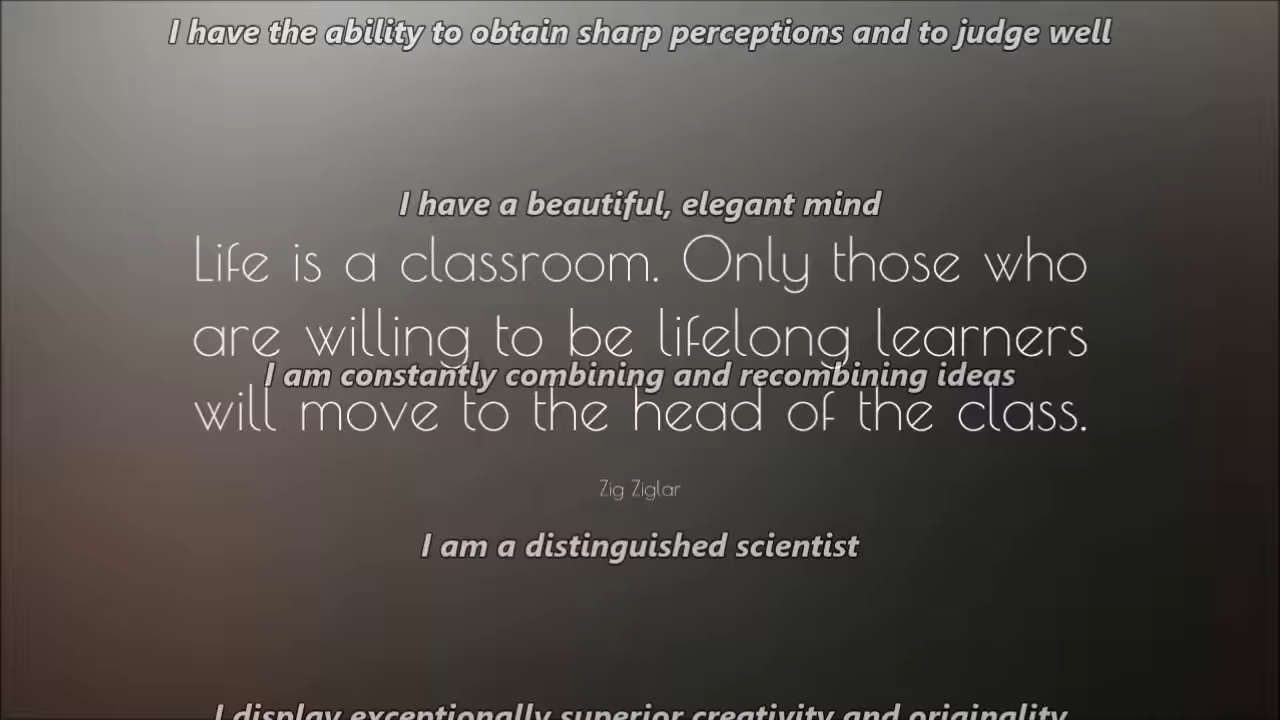 I have the ability to obtain sharp perceptions and to judge well
I have a beautiful, elegant mind
Life is a classroom. Only those who
are willing to be lifelong learners
I am constantly combining and recombining ideas
will move to the head of the class.
Zig Ziglar
I am a distinguished scientist
I display exceptionally superior creativity and originality